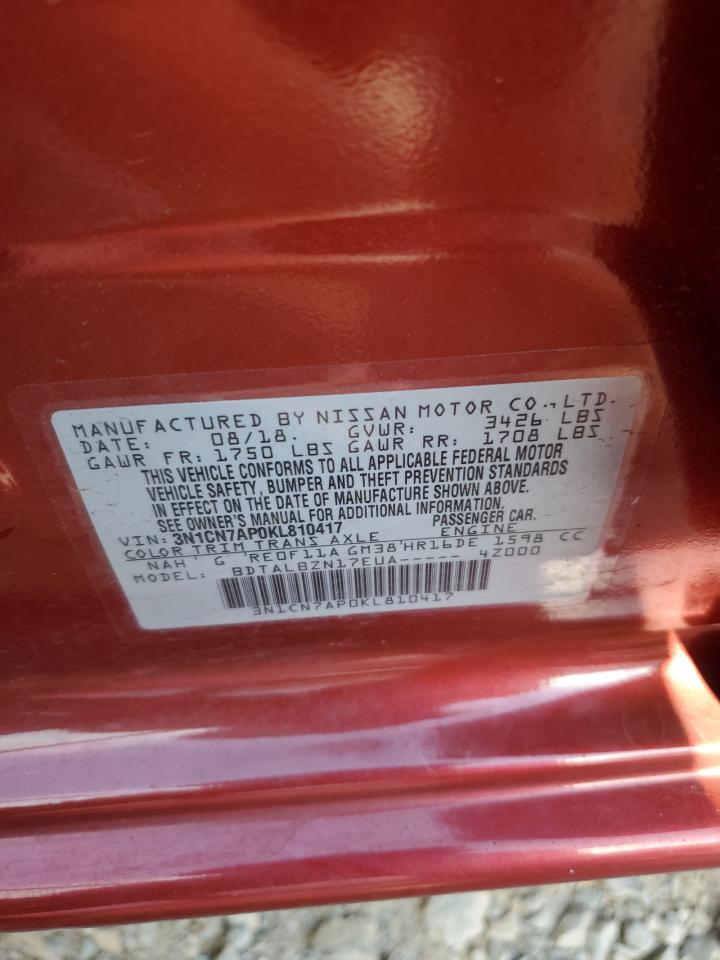 MANUFACTURED BY NISSAN MOTOR CO.,LTD.
DATE: 08/18. GVWR: 3426 LBS
GAWR FR: 1750 LBS GAWR RR: 1708 LBS
THIS VEHICLE CONFORMS TO ALL APPLICABLE FEDERAL MOTOR
VEHICLE SAFETY, BUMPER AND THEFT PREVENTION STANDARDS
IN EFFECT ON THE DATE OF MANUFACTURE SHOWN ABOVE.
SEE OWNER'S MANUAL FOR ADDITIONAL INFORMATION.
VIN: 3N1CN7AP0KL810417 PASSENGER CAR.
COLOR TRIM TRANS AXLE ENGINE
NAH G RE0F11A GM38 HR16DE 1598 CC
MODEL: BDTALBZN17EUA----- 4Z000
3N1CN7AP0KL810417